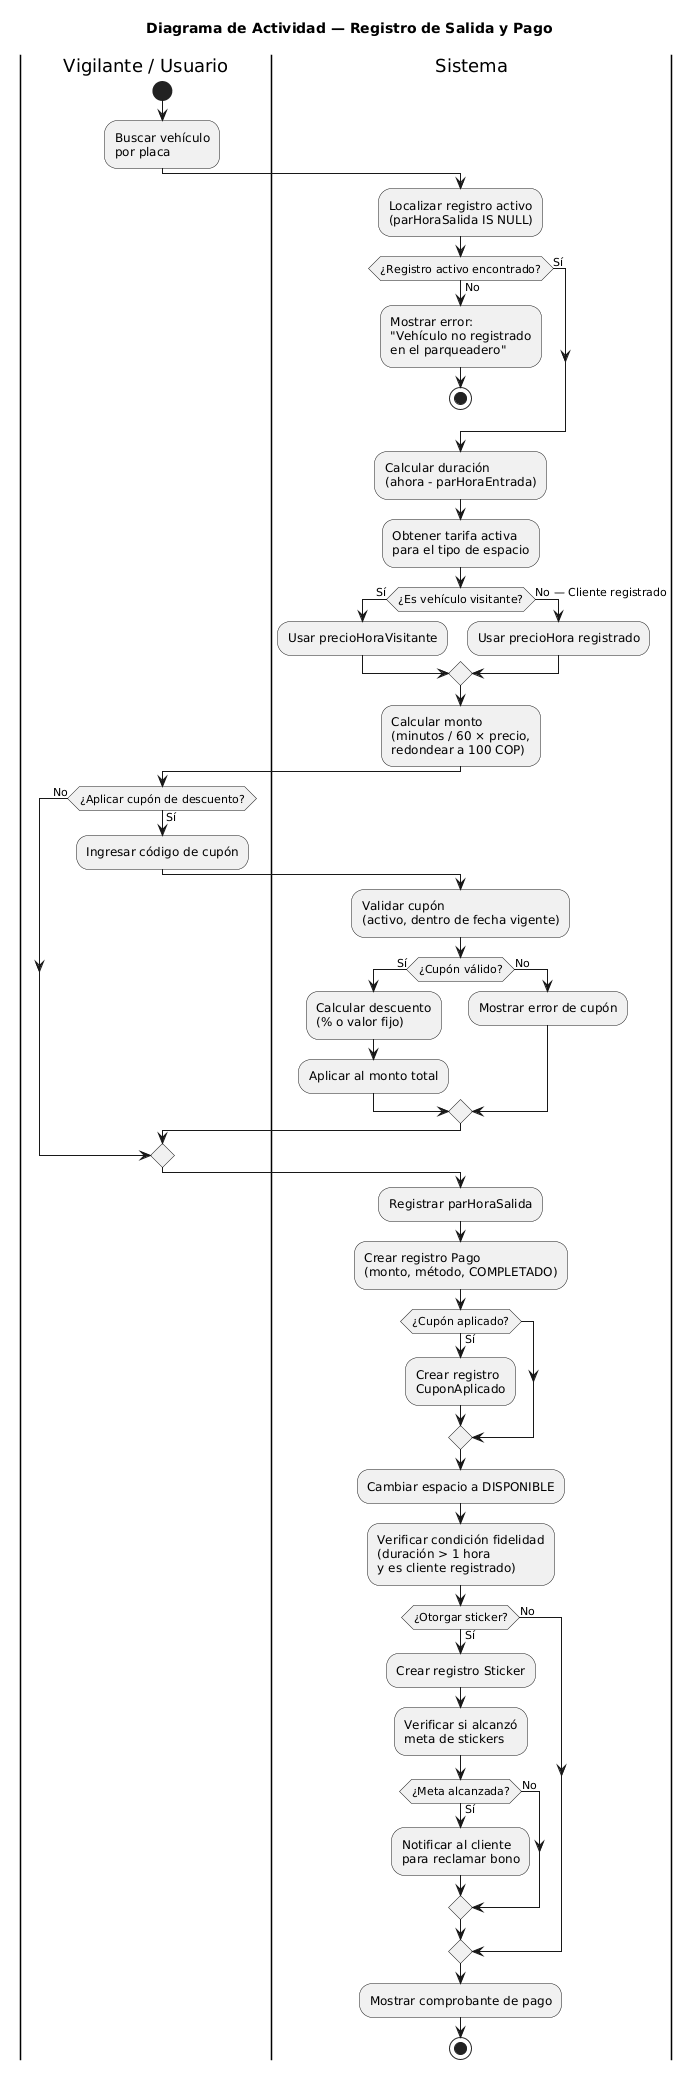 Diagrama de Actividad — Registro de Salida y Pago
Vigilante / Usuario
Sistema
Buscar vehículo
por placa
Localizar registro activo
(parHoraSalida IS NULL)
¿Registro activo encontrado?
Sí
No
Mostrar error:
"Vehículo no registrado
en el parqueadero"
Calcular duración
(ahora - parHoraEntrada)
Obtener tarifa activa
para el tipo de espacio
Sí
¿Es vehículo visitante?
No — Cliente registrado
Usar precioHoraVisitante
Usar precioHora registrado
Calcular monto
(minutos / 60 × precio,
redondear a 100 COP)
No
¿Aplicar cupón de descuento?
Sí
Ingresar código de cupón
Validar cupón
(activo, dentro de fecha vigente)
Sí
¿Cupón válido?
No
Calcular descuento
(% o valor fijo)
Mostrar error de cupón
Aplicar al monto total
Registrar parHoraSalida
Crear registro Pago
(monto, método, COMPLETADO)
¿Cupón aplicado?
Sí
Crear registro
CuponAplicado
Cambiar espacio a DISPONIBLE
Verificar condición fidelidad
(duración > 1 hora
y es cliente registrado)
¿Otorgar sticker?
No
Sí
Crear registro Sticker
Verificar si alcanzó
meta de stickers
¿Meta alcanzada?
No
Sí
Notificar al cliente
para reclamar bono
Mostrar comprobante de pago